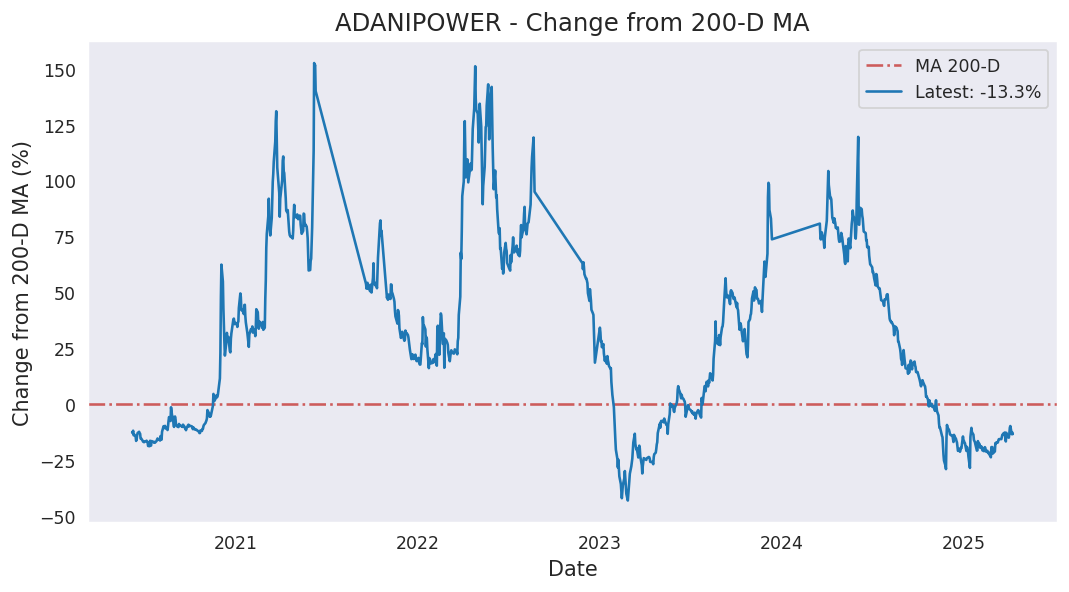 ADANIPOWER - Change from 200-D MA
MA 200-D
Latest: -13.3%
Change from 200-D MA (%)
150
125
100
75
50
25
0
−25
−50
2021
2022
2023
2024
2025
Date